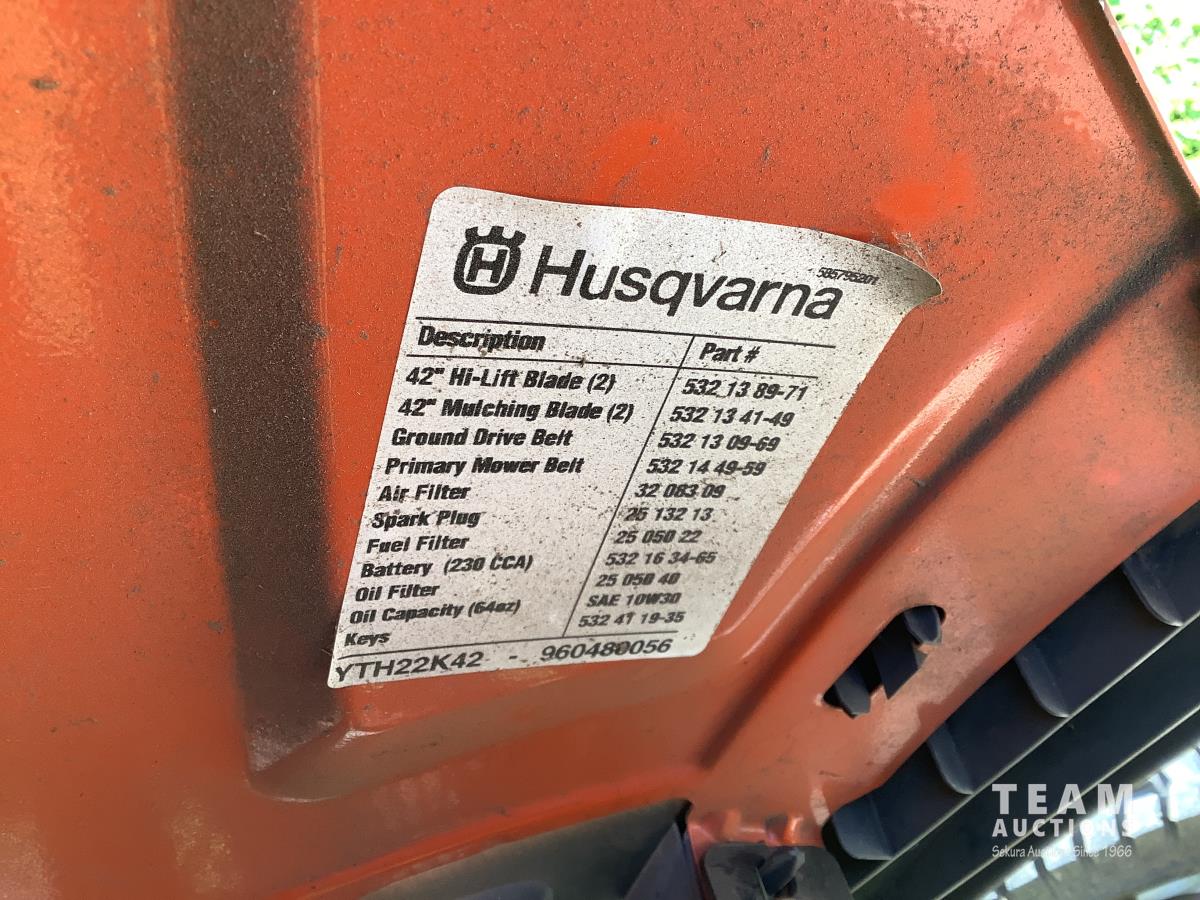 Husqvarna
Description Part #
42" Hi-Lift Blade (2) 532 13 89-71
42" Mulching Blade (2) 532 13 41-49
Ground Drive Belt 532 13 09-69
Primary Mower Belt 532 14 49-59
Air Filter 32 083 09
Spark Plug 25 132 13
Fuel Filter 25 050 22
Battery (230 CCA) 532 16 34-65
Oil Filter 25 050 40
Oil Capacity (64oz) SAE 10W30
Keys 532 41 19-35
YTH22K42 - 960480056
TEAM
AUCTIONS
Since 1966